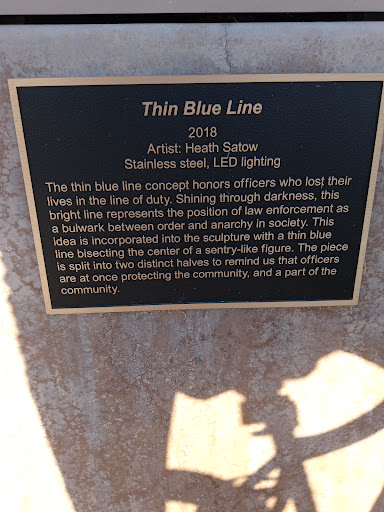 Thin Blue Line
2018
Artist: Heath Satow
Stainless steel, LED lighting
The thin blue line concept honors officers who lost their
lives in the line of duty. Shining through darkness, this
bright line represents the position of law enforcement as
a bulwark between order and anarchy in society. This
idea is incorporated into the sculpture with a thin blue
line bisecting the center of a sentry-like figure. The piece
is split into two distinct halves to remind us that officers
are at once protecting the community, and a part of the
community.